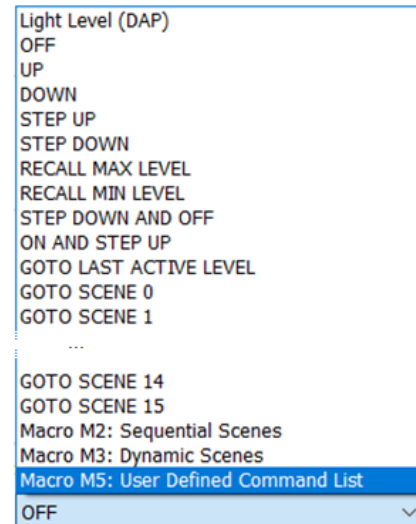 Light Level (DAP)
OFF
UP
DOWN
STEP UP
STEP DOWN
RECALL MAX LEVEL
RECALL MIN LEVEL
STEP DOWN AND OFF
ON AND STEP UP
GOTO LAST ACTIVE LEVEL
GOTO SCENE 0
GOTO SCENE 1
...
GOTO SCENE 14
GOTO SCENE 15
Macro M2: Sequential Scenes
Macro M3: Dynamic Scenes
Macro M5: User Defined Command List
OFF